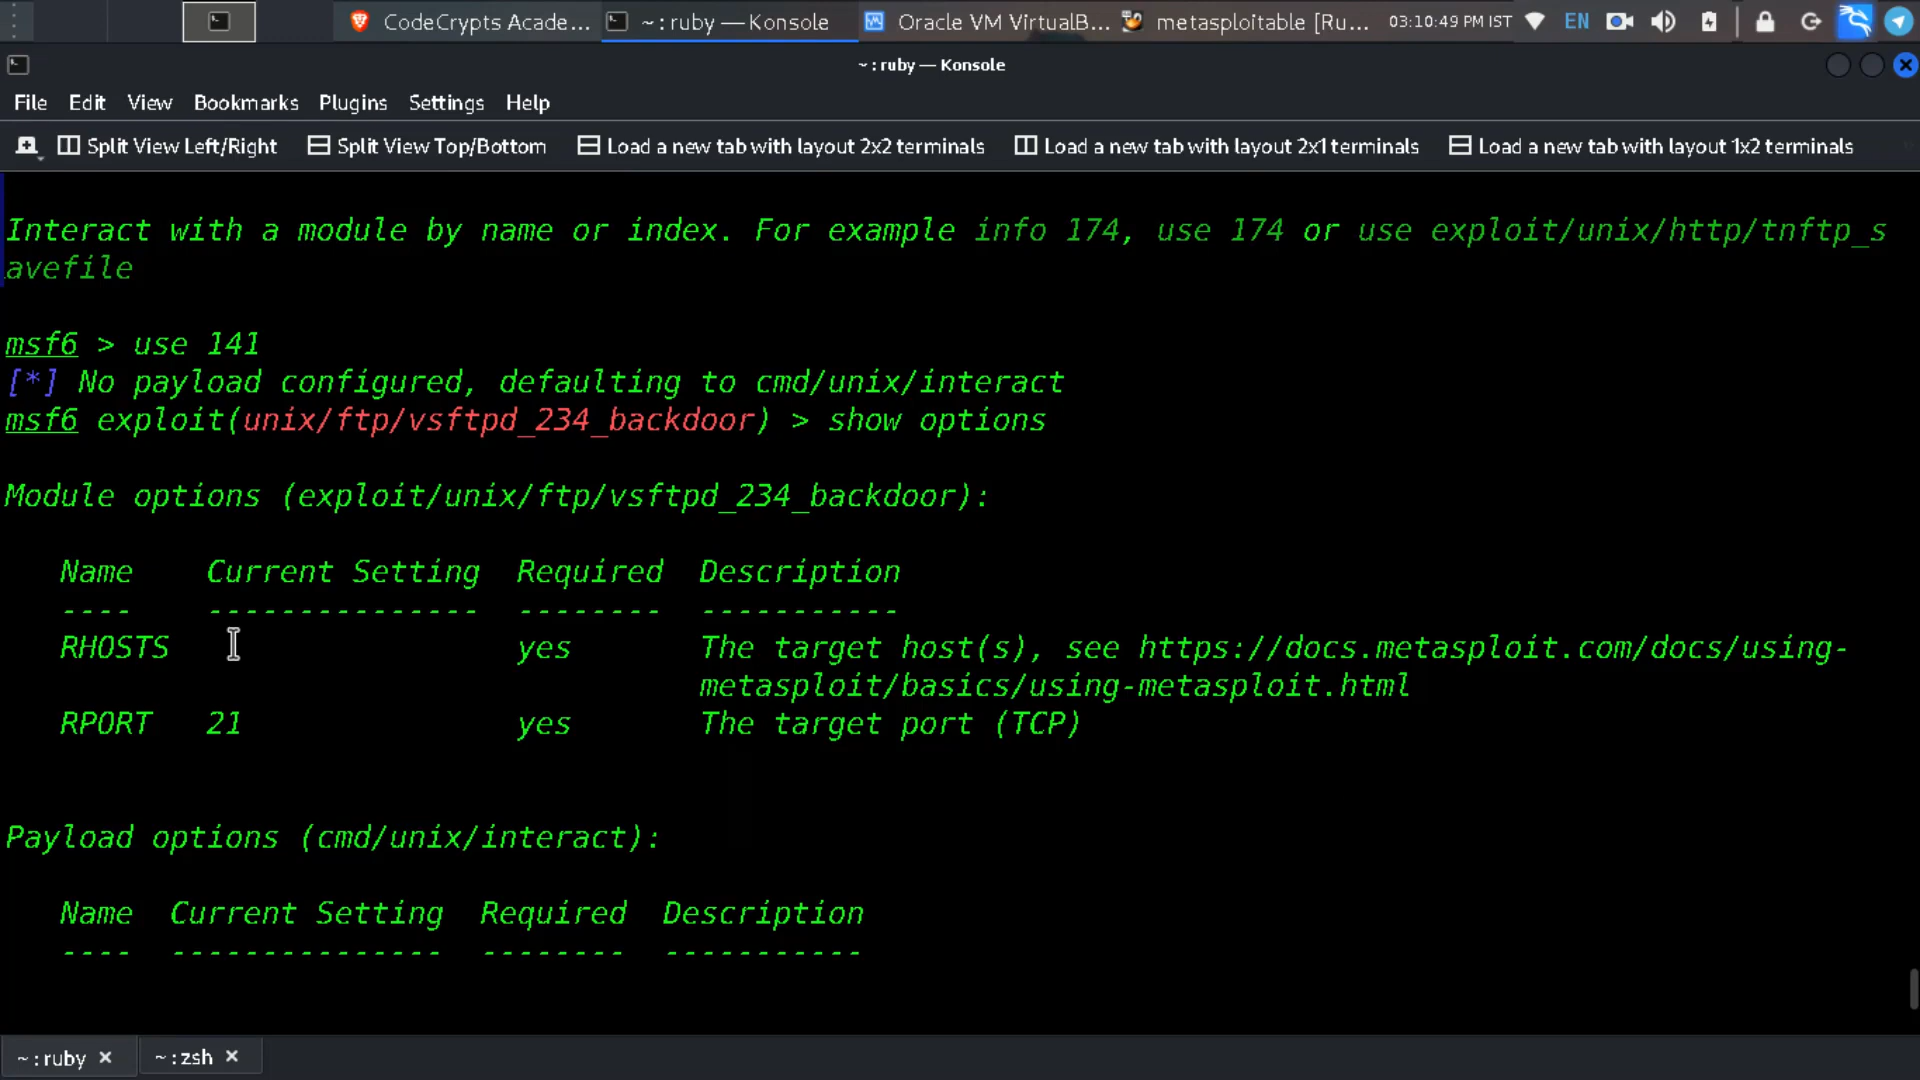 CodeCrypts Acade...
~ : ruby — Konsole
Oracle VM VirtualB...
metasploitable [Ru...
03:10:49 PM IST
EN
~ : ruby — Konsole
File Edit View Bookmarks Plugins Settings Help
Split View Left/Right Split View Top/Bottom Load a new tab with layout 2x2 terminals Load a new tab with layout 2x1 terminals Load a new tab with layout 1x2 terminals
Interact with a module by name or index. For example info 174, use 174 or use exploit/unix/http/tnftp_s
avefile
msf6 > use 141
[*] No payload configured, defaulting to cmd/unix/interact
msf6 exploit(unix/ftp/vsftpd_234_backdoor) > show options
Module options (exploit/unix/ftp/vsftpd_234_backdoor):
Name Current Setting Required Description
---- --------------- -------- -----------
RHOSTS yes The target host(s), see https://docs.metasploit.com/docs/using-
metasploit/basics/using-metasploit.html
RPORT 21 yes The target port (TCP)
Payload options (cmd/unix/interact):
Name Current Setting Required Description
---- --------------- -------- -----------
~ : ruby × ~ : zsh ×